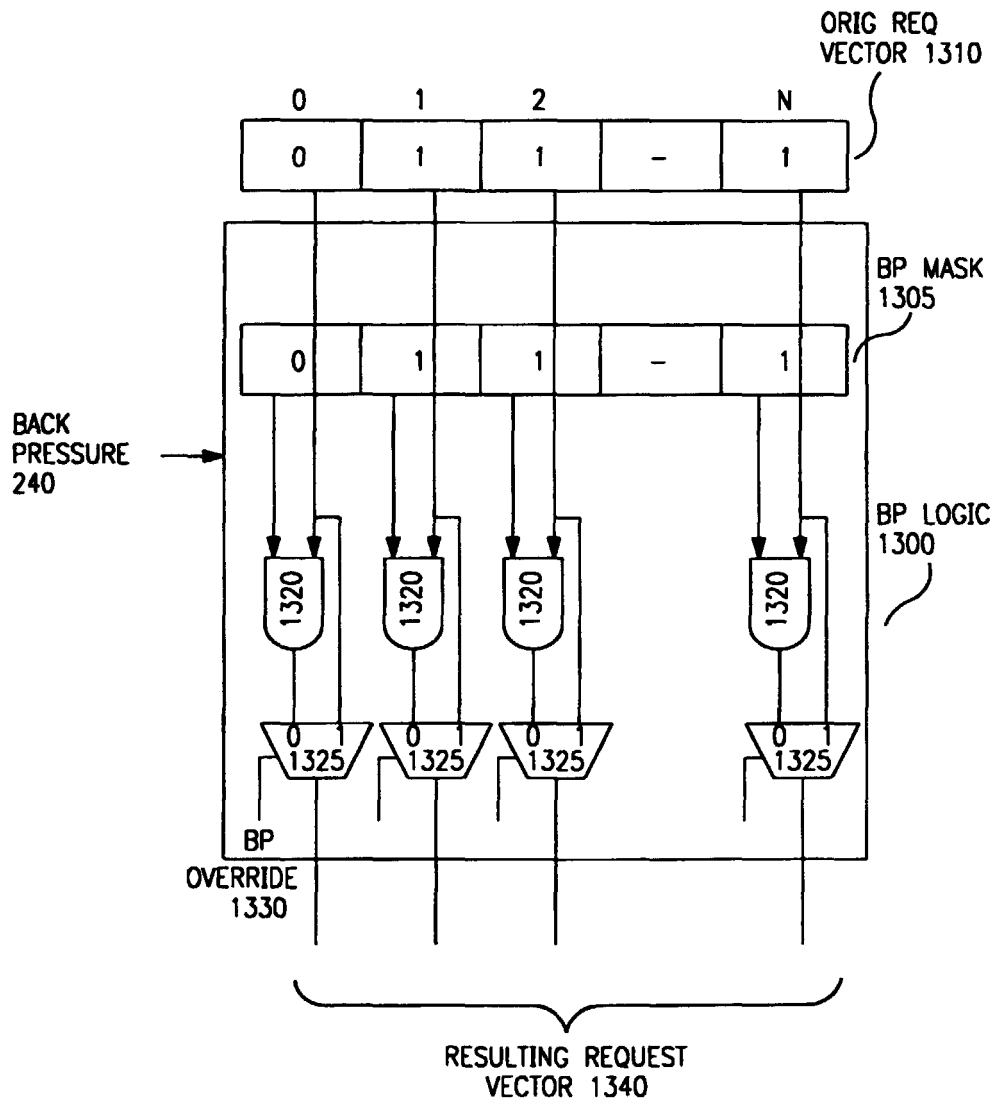 ORIG REQ
VECTOR 1310
0 1 2 N
0 1 1 – 1
BP MASK
1305
0 1 1 – 1
BACK
PRESSURE
240
BP LOGIC
1300
1320 1320 1320 1320
0 1 0 1 0 1 0 1
1325 1325 1325 1325
BP
OVERRIDE
1330
RESULTING REQUEST
VECTOR 1340